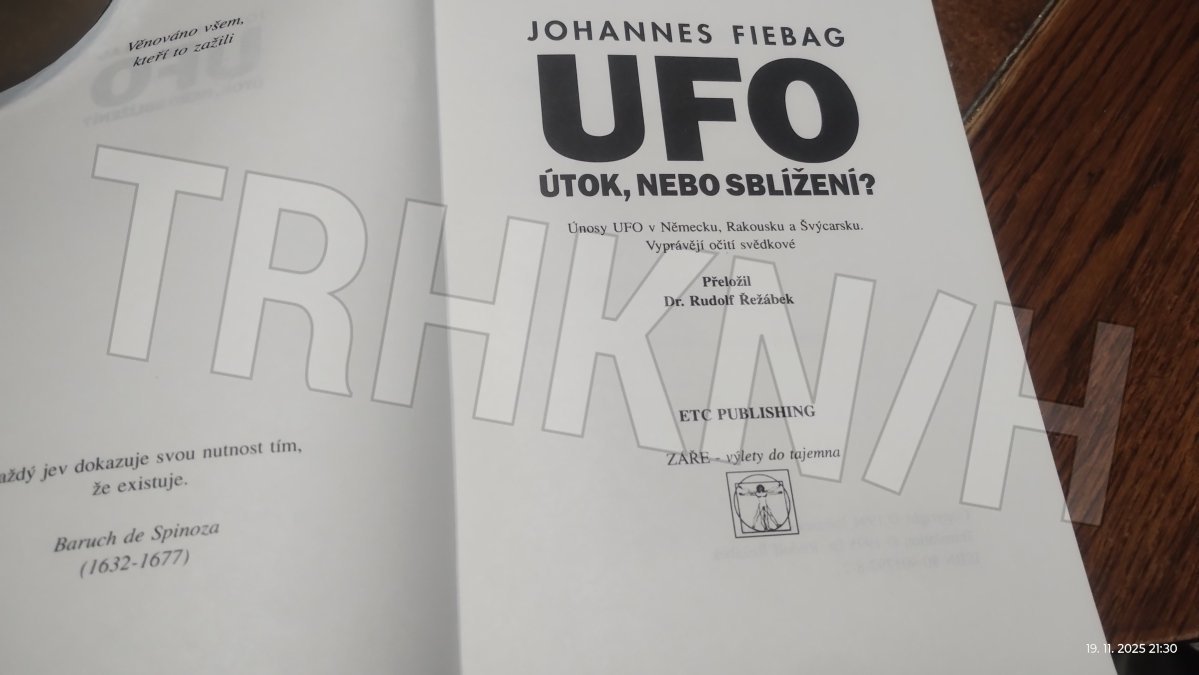 Věnováno všem,
kteří to zažili
aždý jev dokazuje svou nutnost tím,
že existuje.
Baruch de Spinoza
(1632-1677)
JOHANNES FIEBAG
UFO
ÚTOK, NEBO SBLÍŽENÍ?
Únosy UFO v Německu, Rakousku a Švýcarsku.
Vyprávějí očití svědkové
Přeložil
Dr. Rudolf Řežábek
ETC PUBLISHING
ZÁŘE - výlety do tajemna
TRHKNIH
19. 11. 2025 21:30